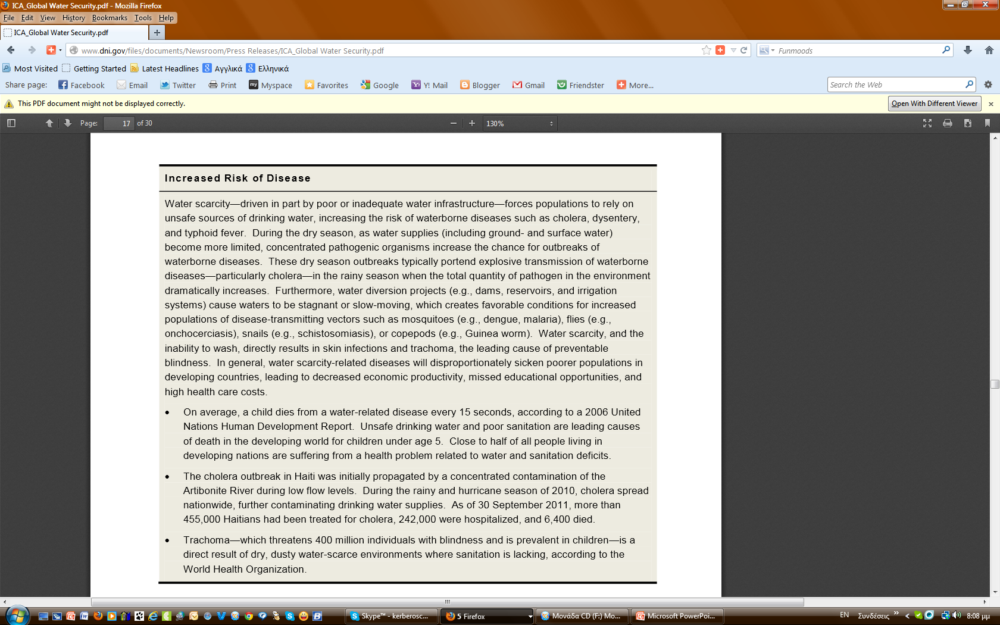 ICA_Global Water Security.pdf - Mozilla Firefox
File Edit View History Bookmarks Tools Help
ICA_Global Water Security.pdf
www.dni.gov/files/documents/Newsroom/Press Releases/ICA_Global Water Security.pdf
Funmoods
Most Visited Getting Started Latest Headlines Αγγλικά Ελληνικά
Share page: Facebook Email Twitter Print Myspace Favorites Google Y! Mail Blogger Gmail Friendster More... Search the Web
This PDF document might not be displayed correctly. Open With Different Viewer
Page: 17 of 30 130%
Increased Risk of Disease
Water scarcity—driven in part by poor or inadequate water infrastructure—forces populations to rely on
unsafe sources of drinking water, increasing the risk of waterborne diseases such as cholera, dysentery,
and typhoid fever. During the dry season, as water supplies (including ground- and surface water)
become more limited, concentrated pathogenic organisms increase the chance for outbreaks of
waterborne diseases. These dry season outbreaks typically portend explosive transmission of waterborne
diseases—particularly cholera—in the rainy season when the total quantity of pathogen in the environment
dramatically increases. Furthermore, water diversion projects (e.g., dams, reservoirs, and irrigation
systems) cause waters to be stagnant or slow-moving, which creates favorable conditions for increased
populations of disease-transmitting vectors such as mosquitoes (e.g., dengue, malaria), flies (e.g.,
onchocerciasis), snails (e.g., schistosomiasis), or copepods (e.g., Guinea worm). Water scarcity, and the
inability to wash, directly results in skin infections and trachoma, the leading cause of preventable
blindness. In general, water scarcity-related diseases will disproportionately sicken poorer populations in
developing countries, leading to decreased economic productivity, missed educational opportunities, and
high health care costs.
• On average, a child dies from a water-related disease every 15 seconds, according to a 2006 United
Nations Human Development Report. Unsafe drinking water and poor sanitation are leading causes
of death in the developing world for children under age 5. Close to half of all people living in
developing nations are suffering from a health problem related to water and sanitation deficits.
• The cholera outbreak in Haiti was initially propagated by a concentrated contamination of the
Artibonite River during low flow levels. During the rainy and hurricane season of 2010, cholera spread
nationwide, further contaminating drinking water supplies. As of 30 September 2011, more than
455,000 Haitians had been treated for cholera, 242,000 were hospitalized, and 6,400 died.
• Trachoma—which threatens 400 million individuals with blindness and is prevalent in children—is a
direct result of dry, dusty water-scarce environments where sanitation is lacking, according to the
World Health Organization.
Skype™ - kerberosc... 5 Firefox Μονάδα CD (F:) Mo... Microsoft PowerPoi... EN Συνδέσεις 8:08 μμ